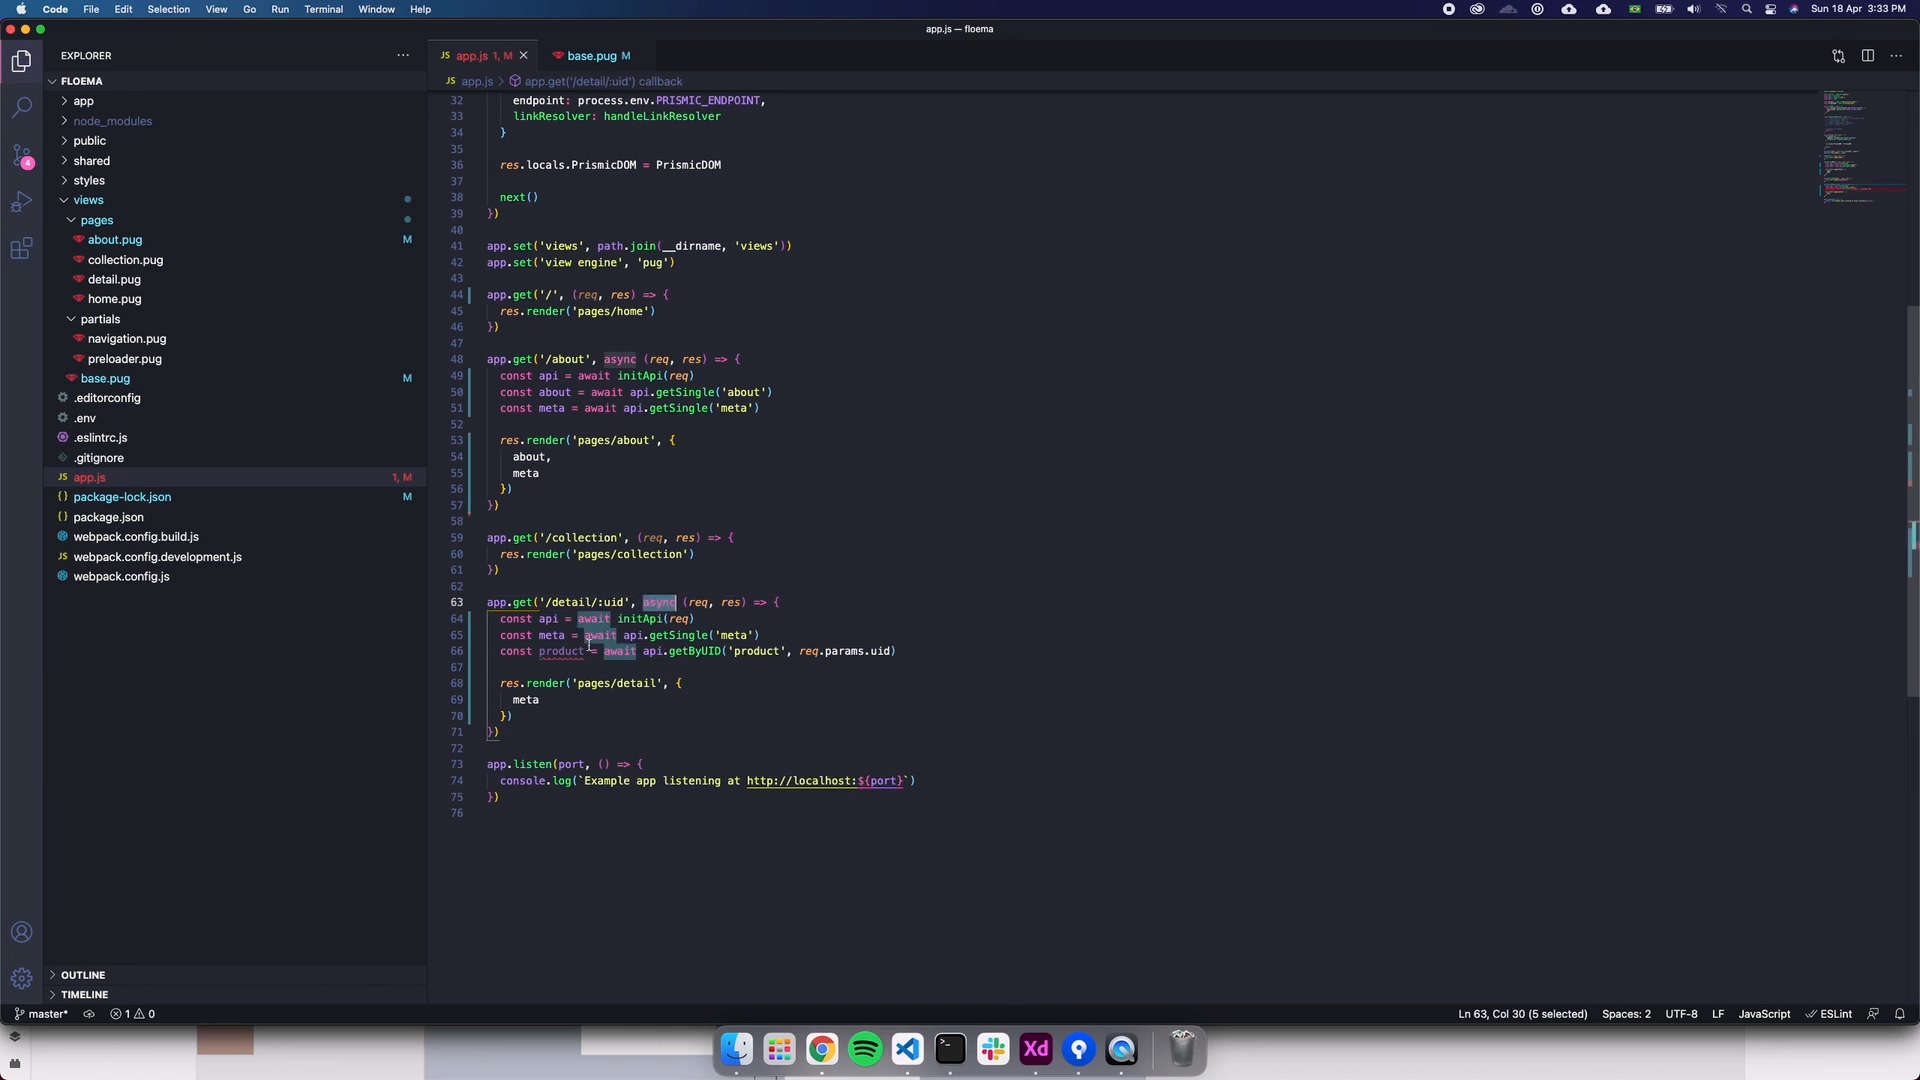 Code File Edit Selection View Go Run Terminal Window Help
Sun 18 Apr 3:33 PM
app.js — floema
EXPLORER
FLOEMA
app
node_modules
public
shared
styles
views
pages
about.pug M
collection.pug
detail.pug
home.pug
partials
navigation.pug
preloader.pug
base.pug M
.editorconfig
.env
.eslintrc.js
.gitignore
JS app.js 1, M
{} package-lock.json M
{} package.json
webpack.config.build.js
JS webpack.config.development.js
webpack.config.js
OUTLINE
TIMELINE
4
JS app.js 1, M
base.pug M
JS app.js > app.get('/detail/:uid') callback
32 endpoint: process.env.PRISMIC_ENDPOINT,
33 linkResolver: handleLinkResolver
34 }
35
36 res.locals.PrismicDOM = PrismicDOM
37
38 next()
39 })
40
41 app.set('views', path.join(__dirname, 'views'))
42 app.set('view engine', 'pug')
43
44 app.get('/', (req, res) => {
45 res.render('pages/home')
46 })
47
48 app.get('/about', async (req, res) => {
49 const api = await initApi(req)
50 const about = await api.getSingle('about')
51 const meta = await api.getSingle('meta')
52
53 res.render('pages/about', {
54 about,
55 meta
56 })
57 })
58
59 app.get('/collection', (req, res) => {
60 res.render('pages/collection')
61 })
62
63 app.get('/detail/:uid', async (req, res) => {
64 const api = await initApi(req)
65 const meta = await api.getSingle('meta')
66 const product = await api.getByUID('product', req.params.uid)
67
68 res.render('pages/detail', {
69 meta
70 })
71 })
72
73 app.listen(port, () => {
74 console.log(`Example app listening at http://localhost:${port}`)
75 })
76
master* 1 0
Ln 63, Col 30 (5 selected) Spaces: 2 UTF-8 LF JavaScript ESLint
Xd